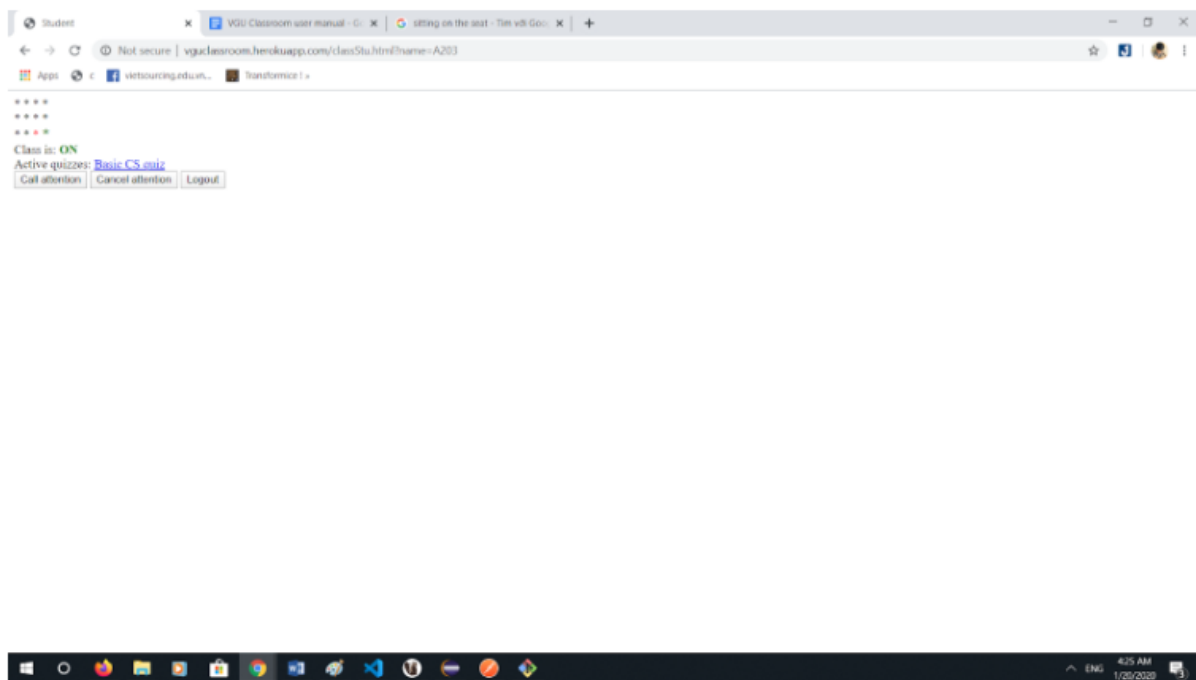 Student VGU Classroom user manual - G sitting on the seat - Tìm với Goo
Not secure | vguclassroom.herokuapp.com/classStu.html?name=A203
Apps c vietsourcing.edu.vn... Transformice ! »
* * * *
* * * *
* * * *
Class is: ON
Active quizzes: Basic CS quiz
Call attention Cancel attention Logout
ENG 4:25 AM
1/20/2020